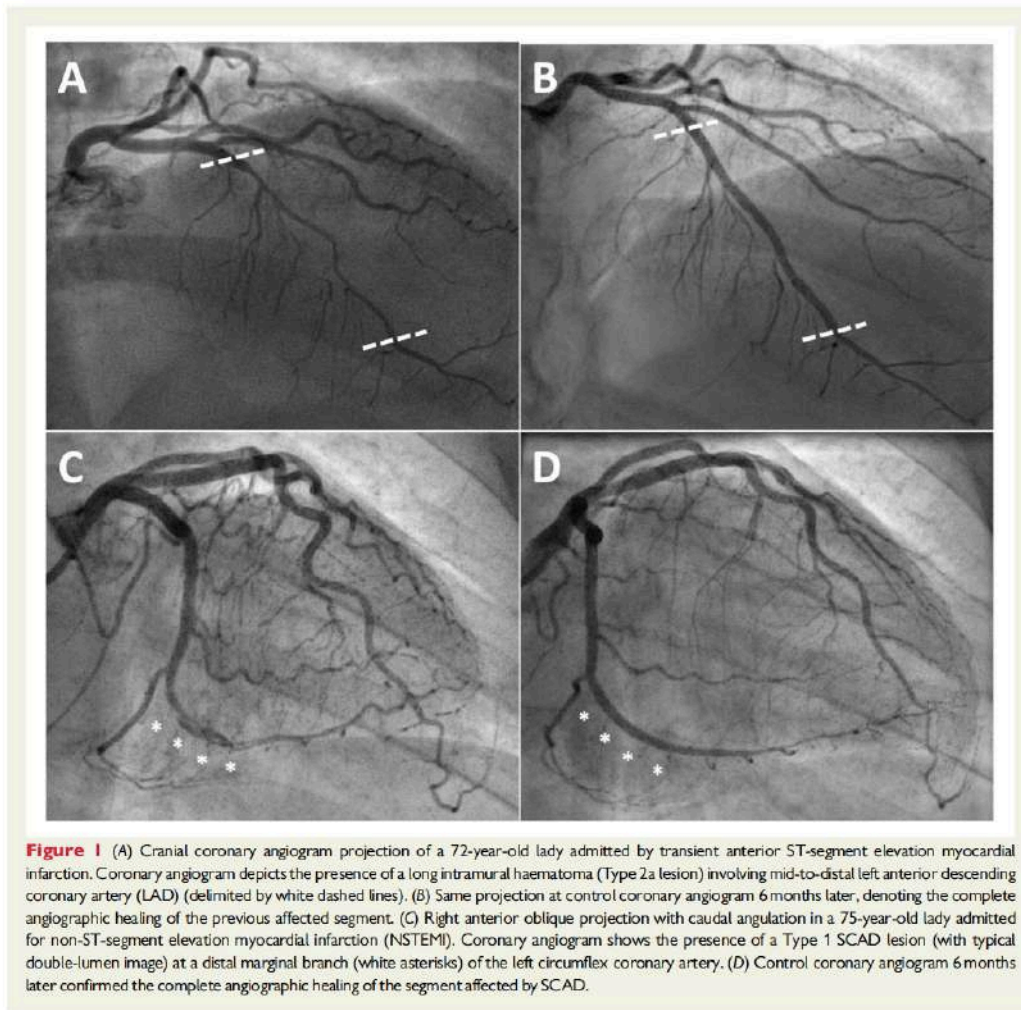 A
B
C
D
* * * *
* * * *
Figure 1 (A) Cranial coronary angiogram projection of a 72-year-old lady admitted by transient anterior ST-segment elevation myocardial
infarction. Coronary angiogram depicts the presence of a long intramural haematoma (Type 2a lesion) involving mid-to-distal left anterior descending
coronary artery (LAD) (delimited by white dashed lines). (B) Same projection at control coronary angiogram 6 months later, denoting the complete
angiographic healing of the previous affected segment. (C) Right anterior oblique projection with caudal angulation in a 75-year-old lady admitted
for non-ST-segment elevation myocardial infarction (NSTEMI). Coronary angiogram shows the presence of a Type 1 SCAD lesion (with typical
double-lumen image) at a distal marginal branch (white asterisks) of the left circumflex coronary artery. (D) Control coronary angiogram 6 months
later confirmed the complete angiographic healing of the segment affected by SCAD.